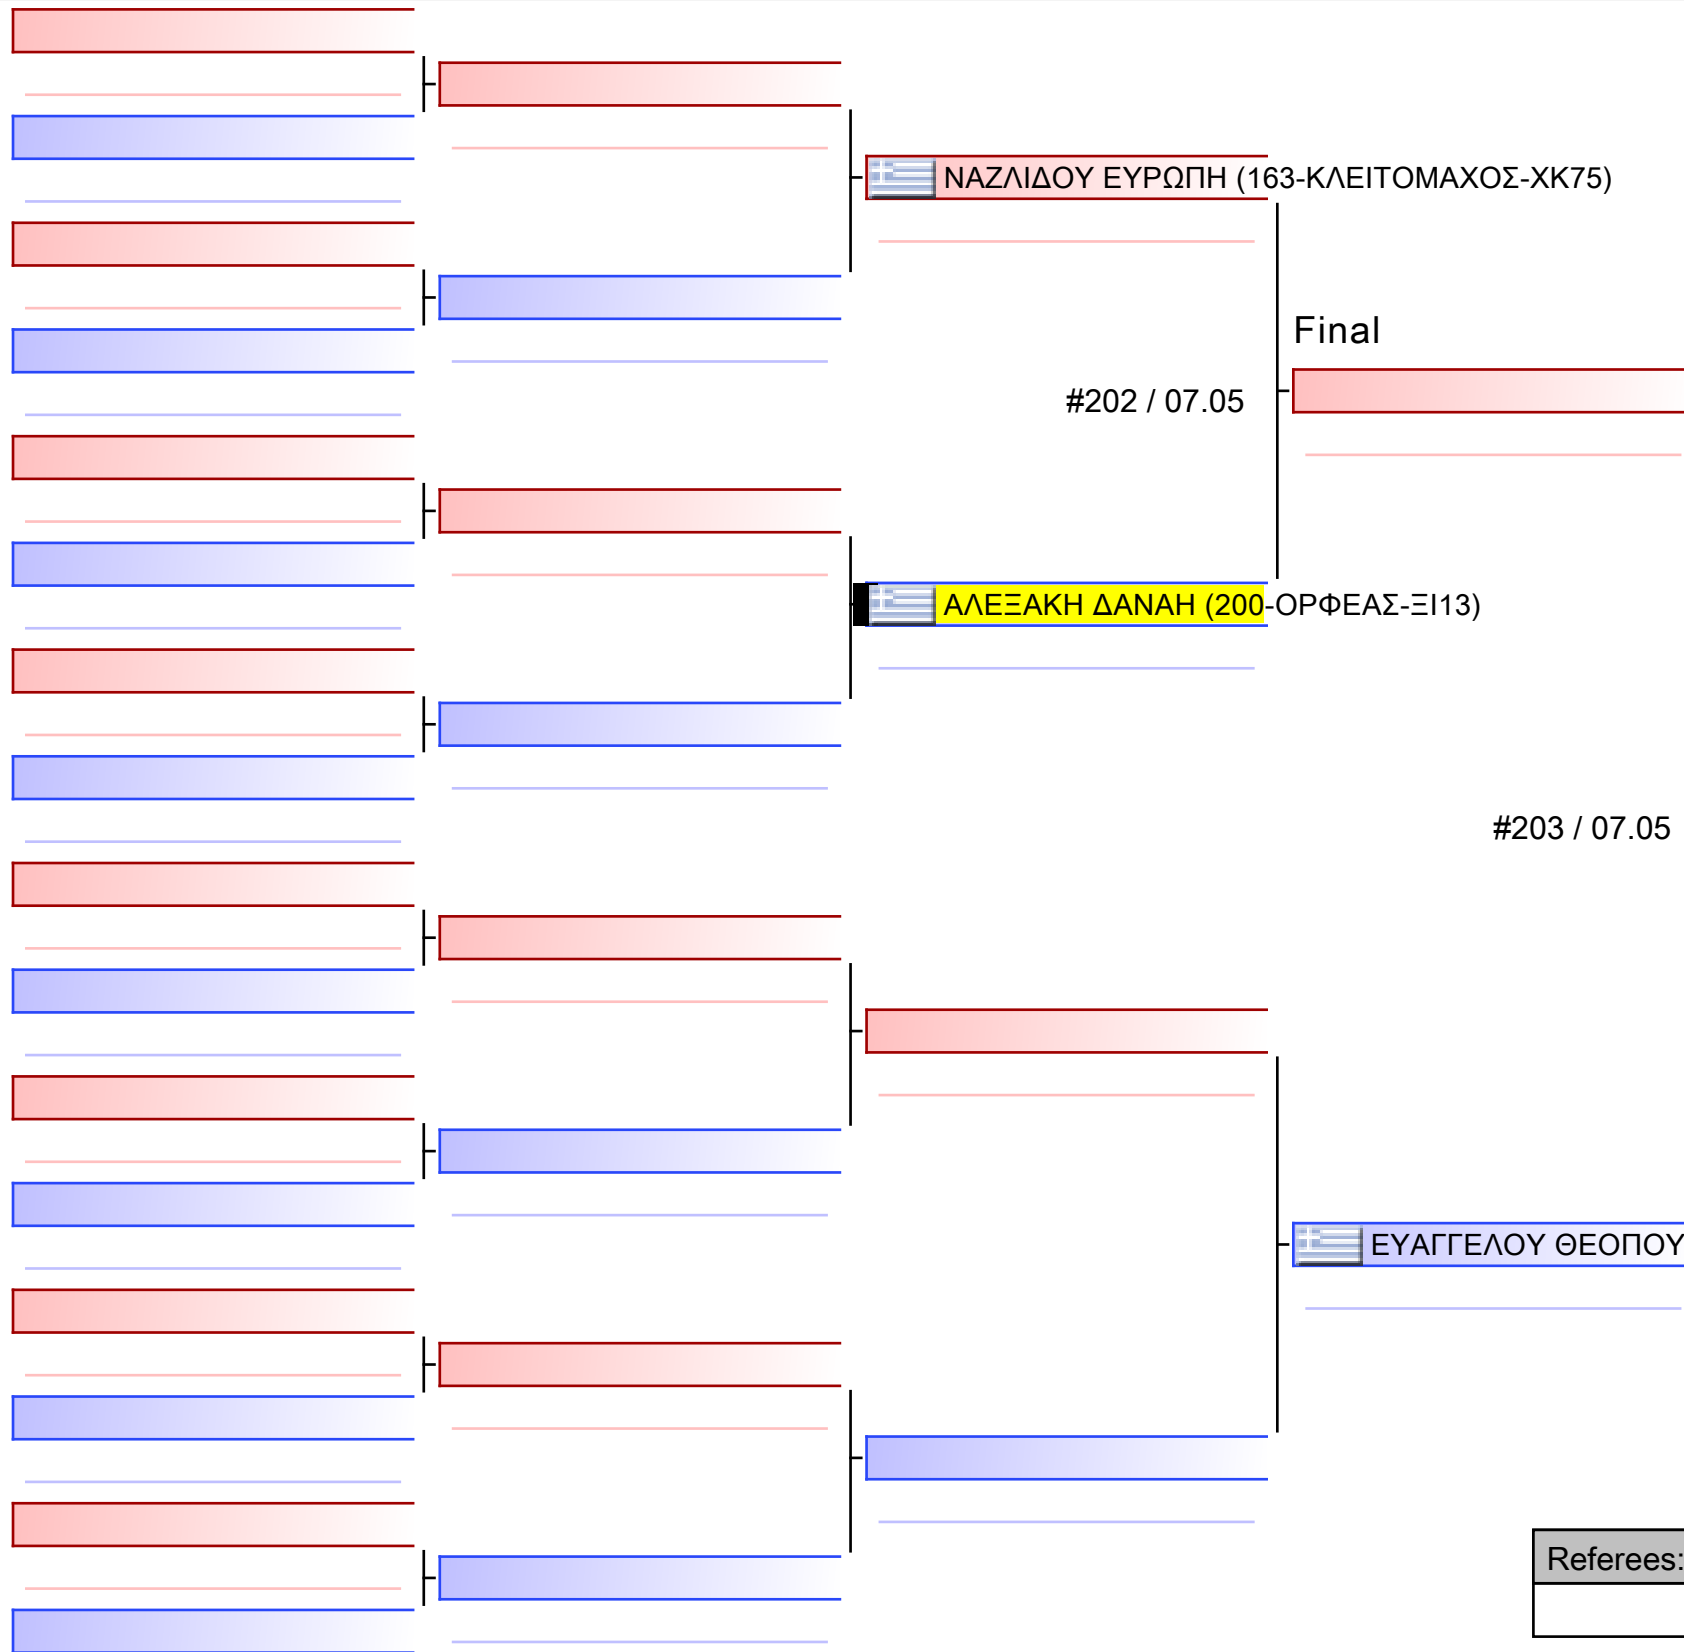 ΝΑΖΛΙΔΟΥ ΕΥΡΩΠΗ (163-ΚΛΕΙΤΟΜΑΧΟΣ-ΧΚ75)
Final
#202 / 07.05
ΑΛΕΞΑΚΗ ΔΑΝΑΗ (200-ΟΡΦΕΑΣ-ΞΙ13)
#203 / 07.05
ΕΥΑΓΓΕΛΟΥ ΘΕΟΠΟΥ
Referees: